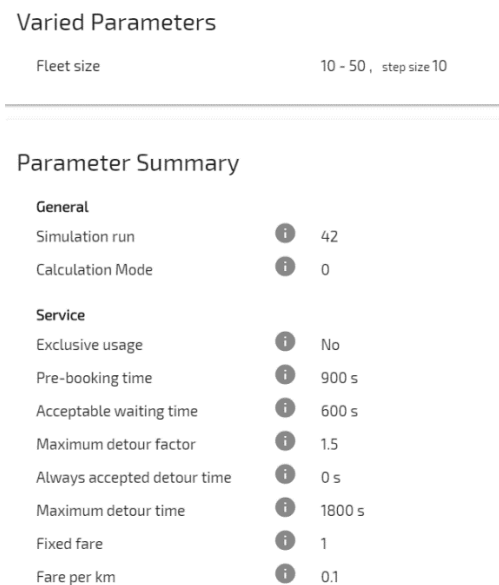 Varied Parameters
Fleet size 10 - 50 , step size 10
Parameter Summary
General
Simulation run 42
Calculation Mode 0
Service
Exclusive usage No
Pre-booking time 900 s
Acceptable waiting time 600 s
Maximum detour factor 1.5
Always accepted detour time 0 s
Maximum detour time 1800 s
Fixed fare 1
Fare per km 0.1